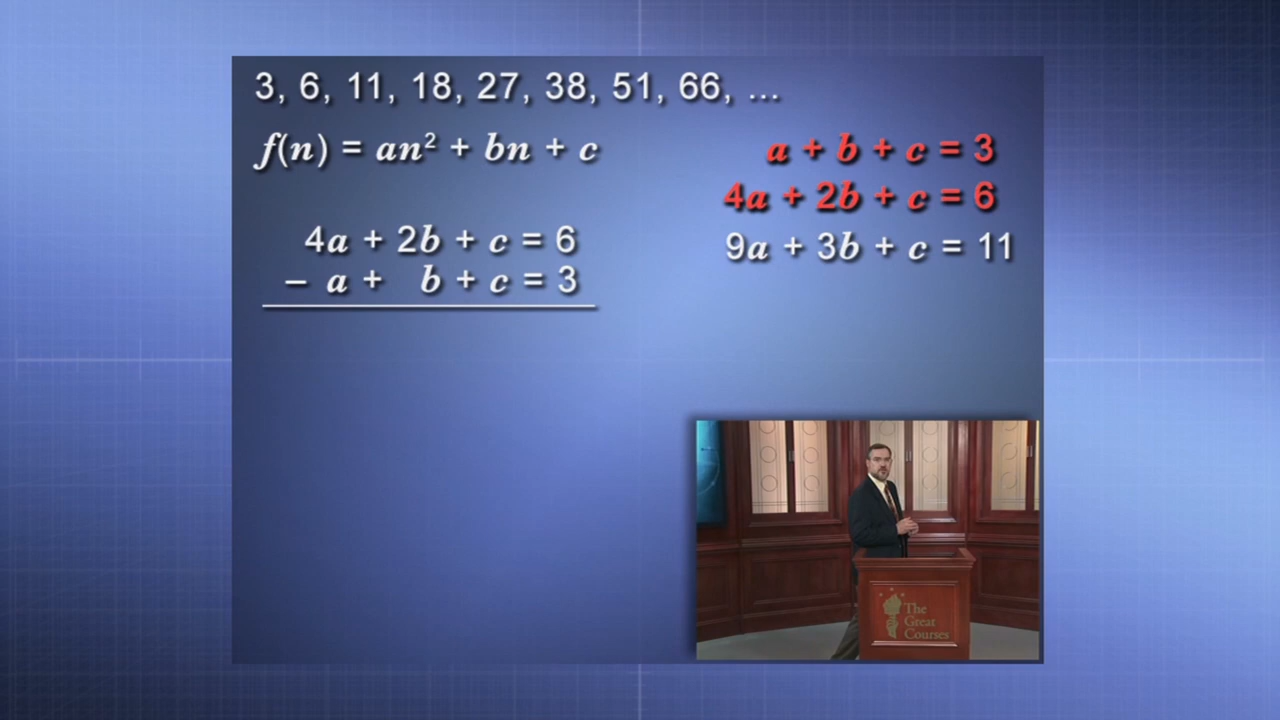 3, 6, 11, 18, 27, 38, 51, 66, ...
f(n) = an² + bn + c
a + b + c = 3
4a + 2b + c = 6
9a + 3b + c = 11
4a + 2b + c = 6
– a + b + c = 3
The
Great
Courses